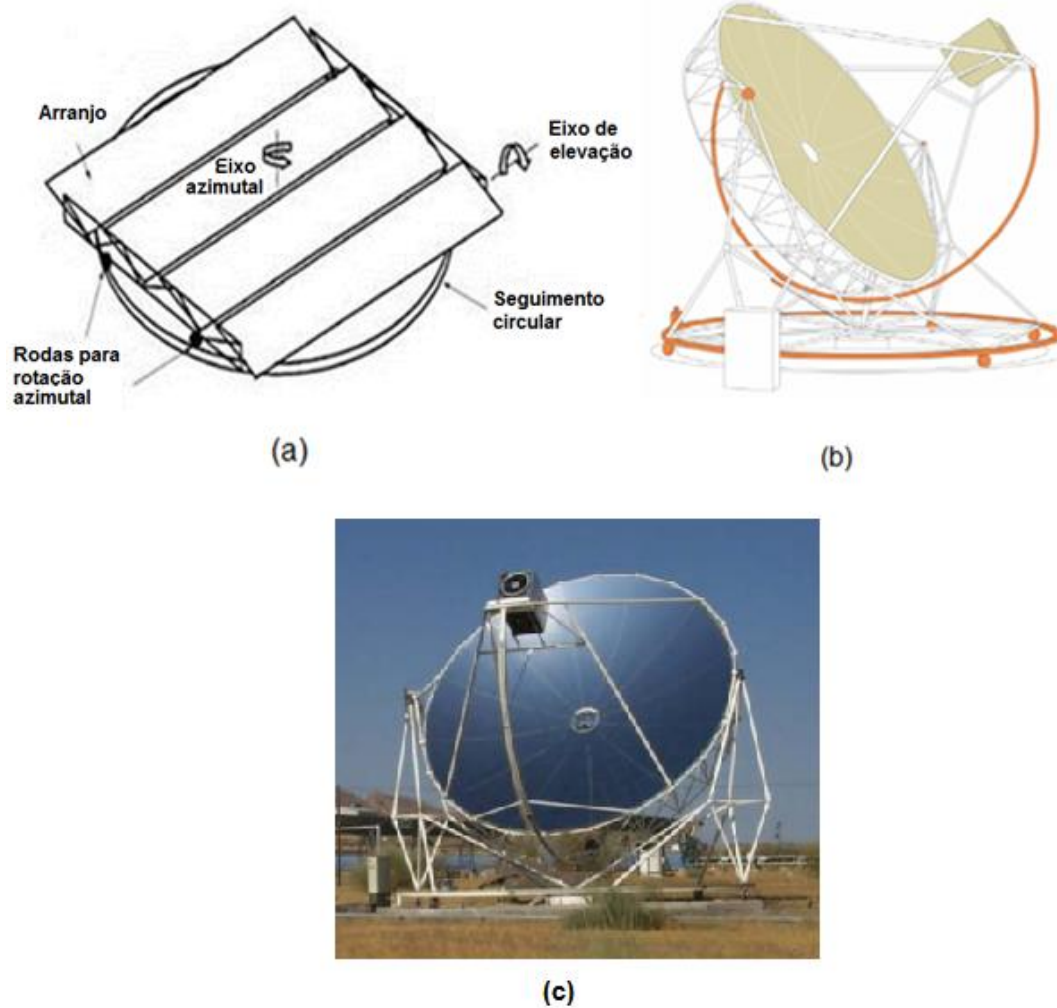 Arranjo
Eixo
azimutal
Eixo de
elevação
Seguimento
circular
Rodas para
rotação
azimutal
(a)
(b)
(c)